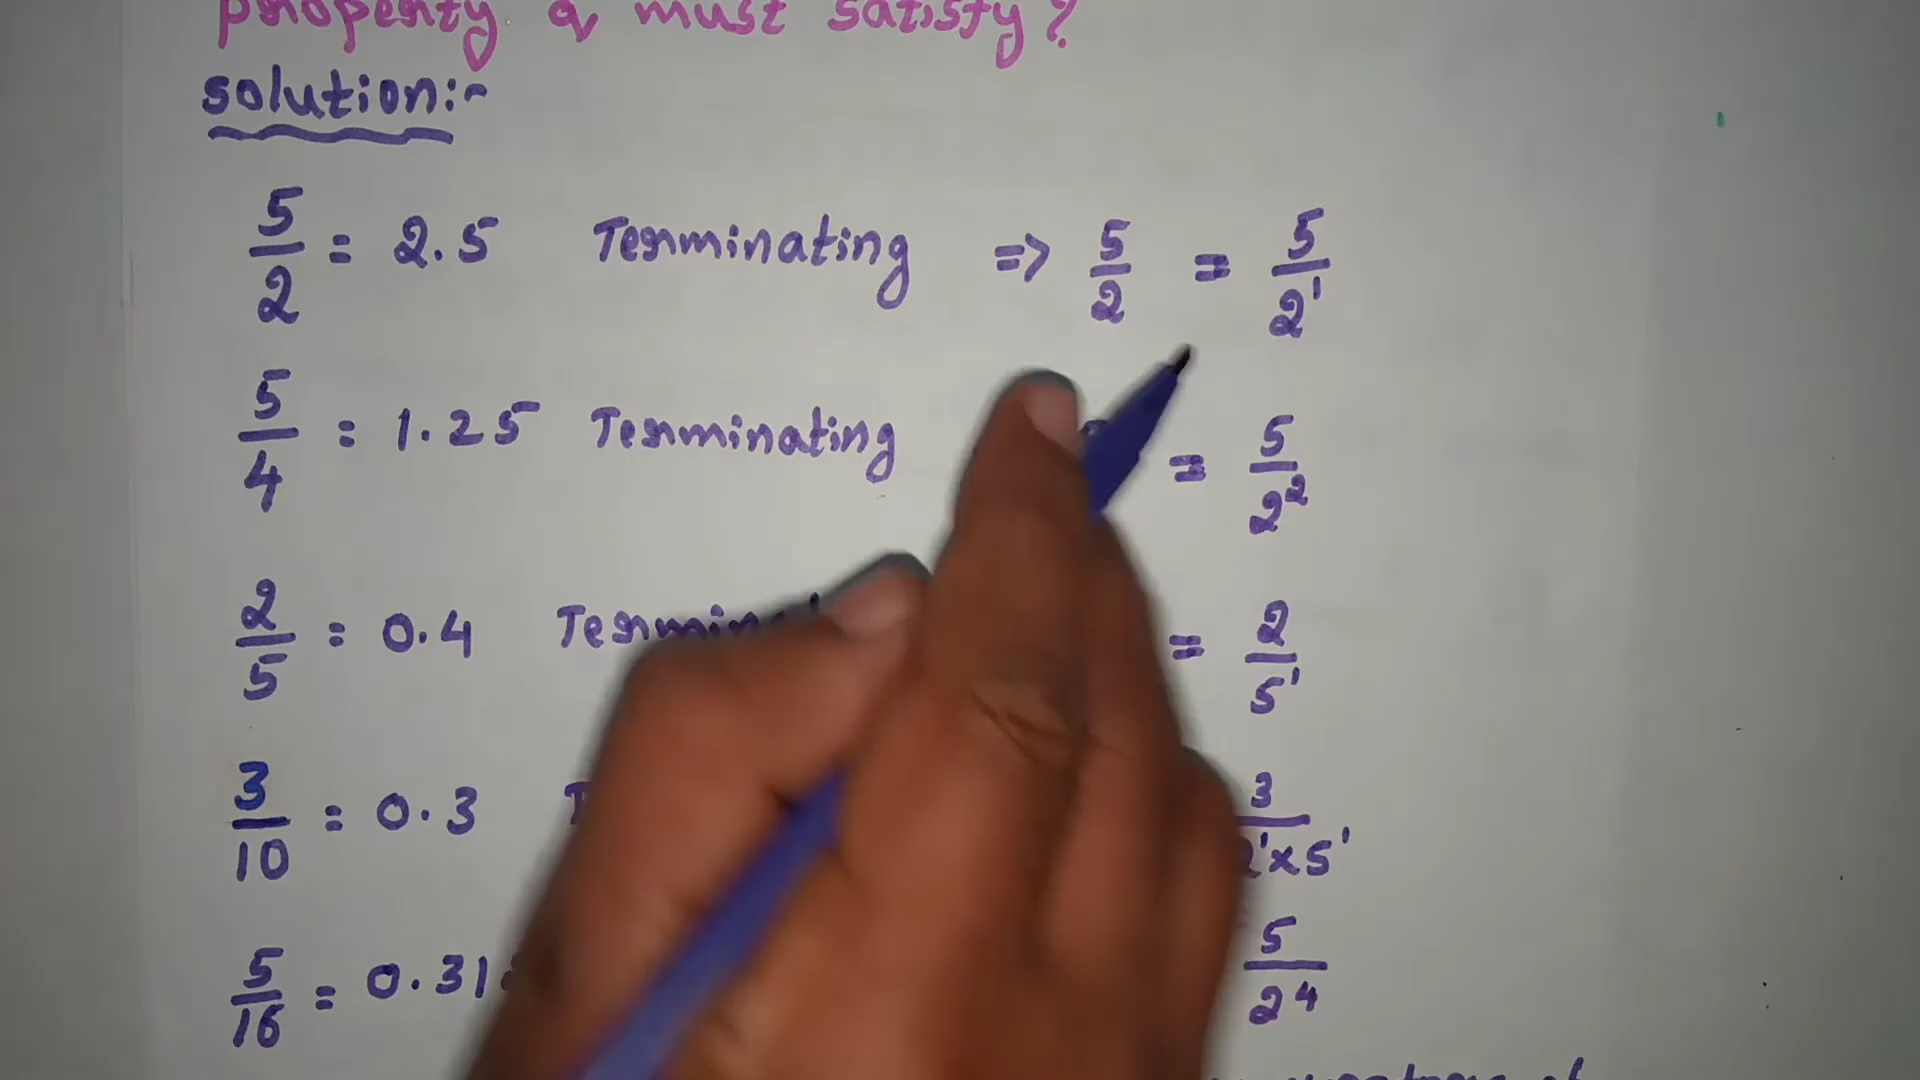 property q must satisfy?
solution:-
5/2 = 2.5 Terminating => 5/2 = 5/2¹
5/4 = 1.25 Terminating = 5/2²
2/5 = 0.4 = 2/5¹
3/10 = 0.3 3/2¹×5¹
5/16 = 0.31 5/2⁴
of